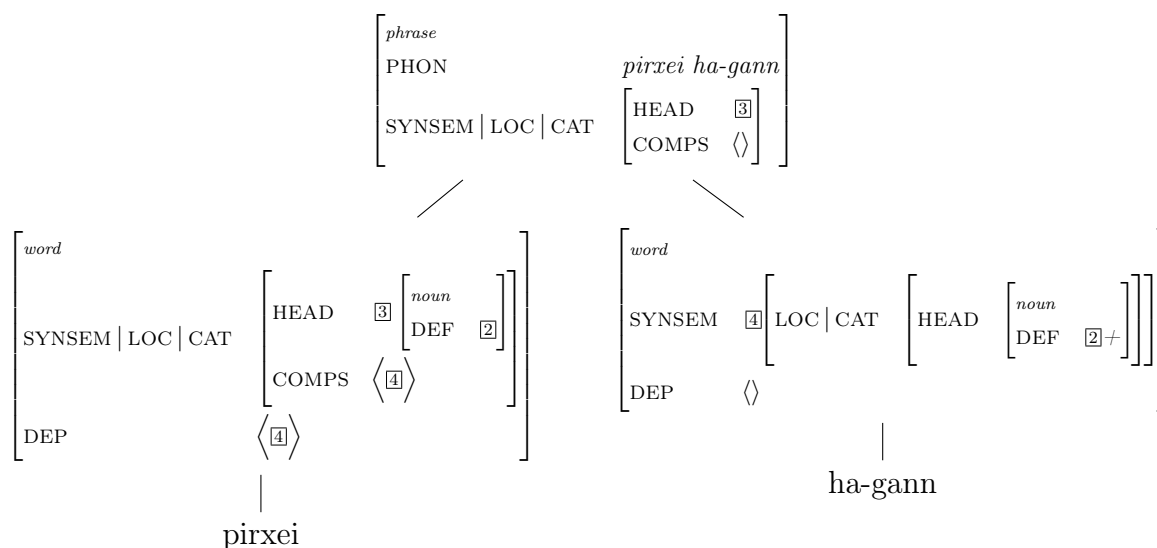 phrase
PHON pirxei ha-gann
SYNSEM | LOC | CAT
HEAD 3
COMPS ⟨⟩
word
SYNSEM | LOC | CAT
HEAD 3
noun
DEF 2
COMPS ⟨4⟩
DEP ⟨4⟩
pirxei
word
SYNSEM 4
LOC | CAT
HEAD
noun
DEF 2+
DEP ⟨⟩
ha-gann